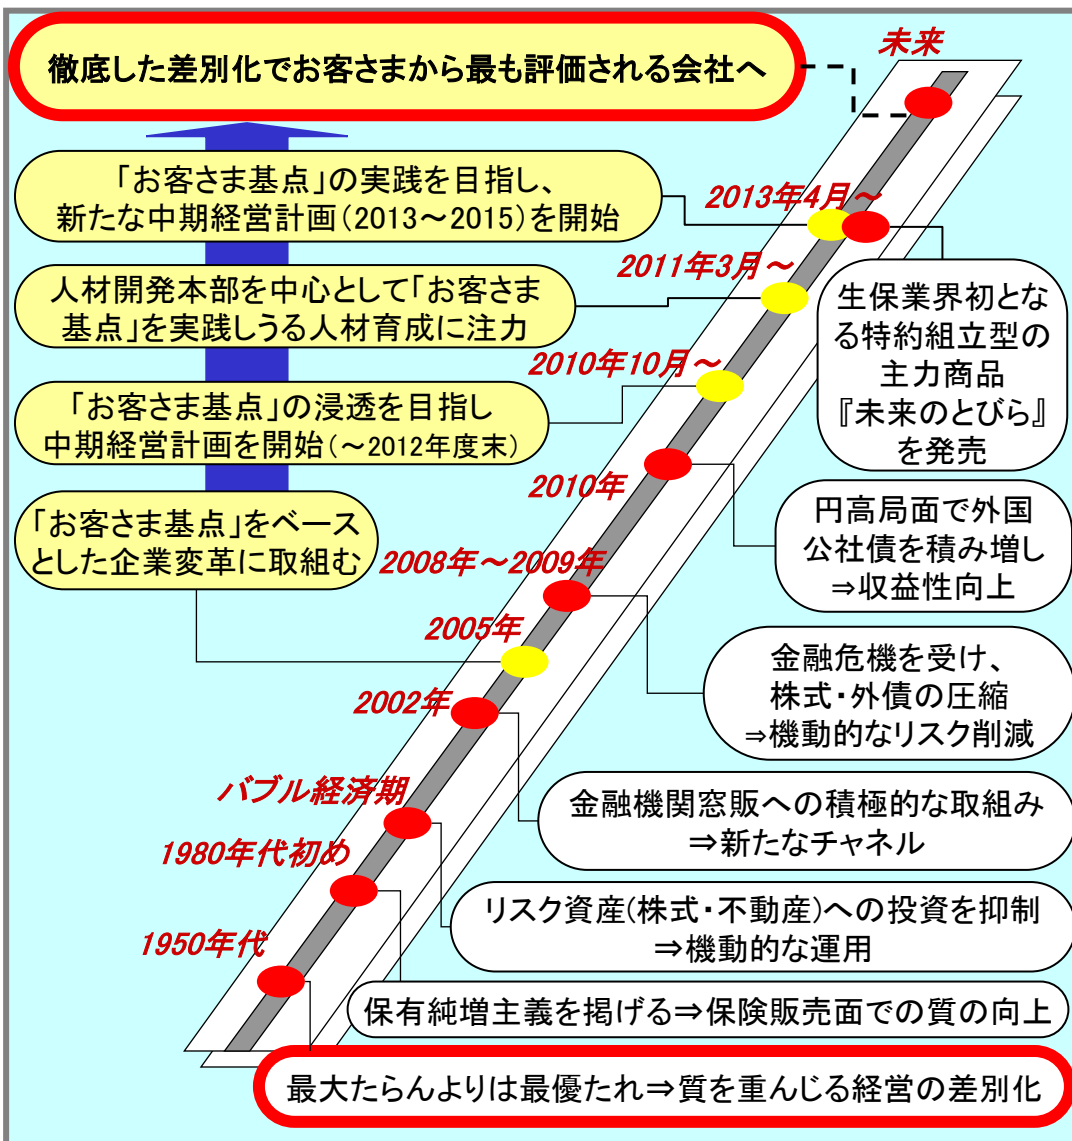 徹底した差別化でお客さまから最も評価される会社へ
未来
「お客さま基点」の実践を目指し、
新たな中期経営計画(2013～2015)を開始
2013年4月～
人材開発本部を中心として「お客さま
基点」を実践しうる人材育成に注力
2011年3月～
生保業界初とな
る特約組立型の
主力商品
『未来のとびら』
を発売
「お客さま基点」の浸透を目指し
中期経営計画を開始(～2012年度末)
2010年10月～
2010年
円高局面で外国
公社債を積み増し
⇒収益性向上
「お客さま基点」をベース
とした企業変革に取組む
2008年～2009年
2005年
金融危機を受け、
株式・外債の圧縮
⇒機動的なリスク削減
2002年
金融機関窓販への積極的な取組み
⇒新たなチャネル
バブル経済期
リスク資産(株式・不動産)への投資を抑制
⇒機動的な運用
1980年代初め
保有純増主義を掲げる⇒保険販売面での質の向上
1950年代
最大たらんよりは最優たれ⇒質を重んじる経営の差別化